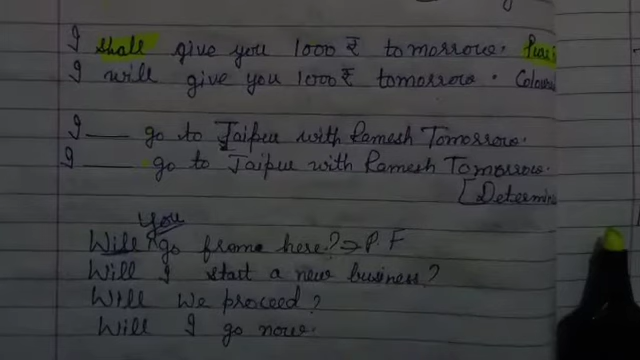 I shall give you 1000 ₹ tomorrow.
I will give you 1000 ₹ tomorrow.
I ___ go to Jaipur with Ramesh Tomorrow.
I ___ go to Jaipur with Ramesh Tomorrow.
[Determin
You
Will ^ go frome here? ⇒ P. F
Will I start a new business?
Will We proceed?
Will I go now.